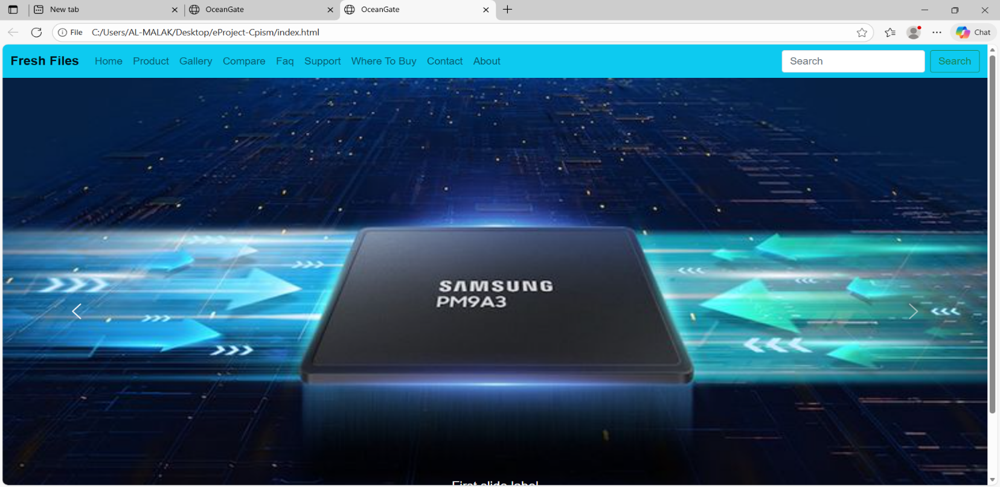 New tab
OceanGate
OceanGate
File C:/Users/AL-MALAK/Desktop/eProject-Cpism/index.html
Chat
Fresh Files Home Product Gallery Compare Faq Support Where To Buy Contact About Search Search
SAMSUNG
PM9A3
First slide label